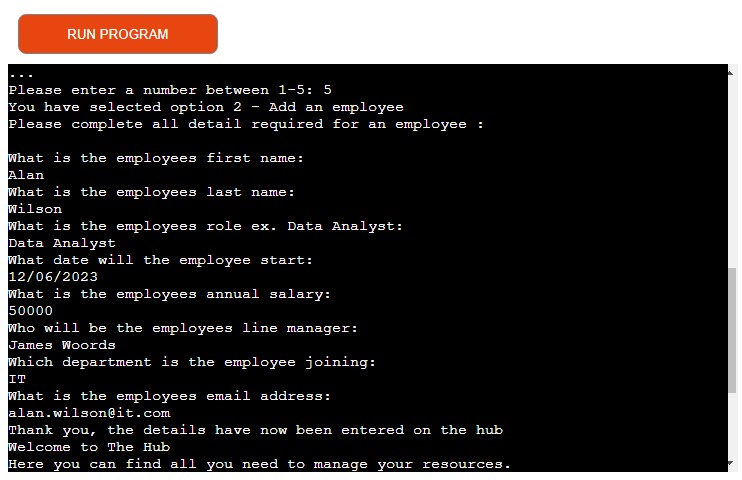 RUN PROGRAM
...
Please enter a number between 1-5: 5
You have selected option 2 - Add an employee
Please complete all detail required for an employee :
What is the employees first name:
Alan
What is the employees last name:
Wilson
What is the employees role ex. Data Analyst:
Data Analyst
What date will the employee start:
12/06/2023
What is the employees annual salary:
50000
Who will be the employees line manager:
James Woords
Which department is the employee joining:
IT
What is the employees email address:
alan.wilson@it.com
Thank you, the details have now been entered on the hub
Welcome to The Hub
Here you can find all you need to manage your resources.